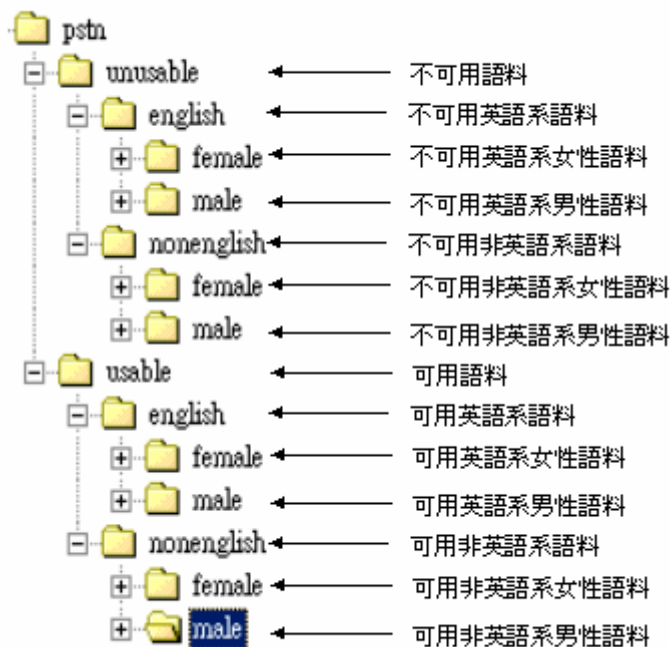 pstn
unusable 不可用語料
english 不可用英語系語料
female 不可用英語系女性語料
male 不可用英語系男性語料
nonenglish 不可用非英語系語料
female 不可用非英語系女性語料
male 不可用非英語系男性語料
usable 可用語料
english 可用英語系語料
female 可用英語系女性語料
male 可用英語系男性語料
nonenglish 可用非英語系語料
female 可用非英語系女性語料
male 可用非英語系男性語料